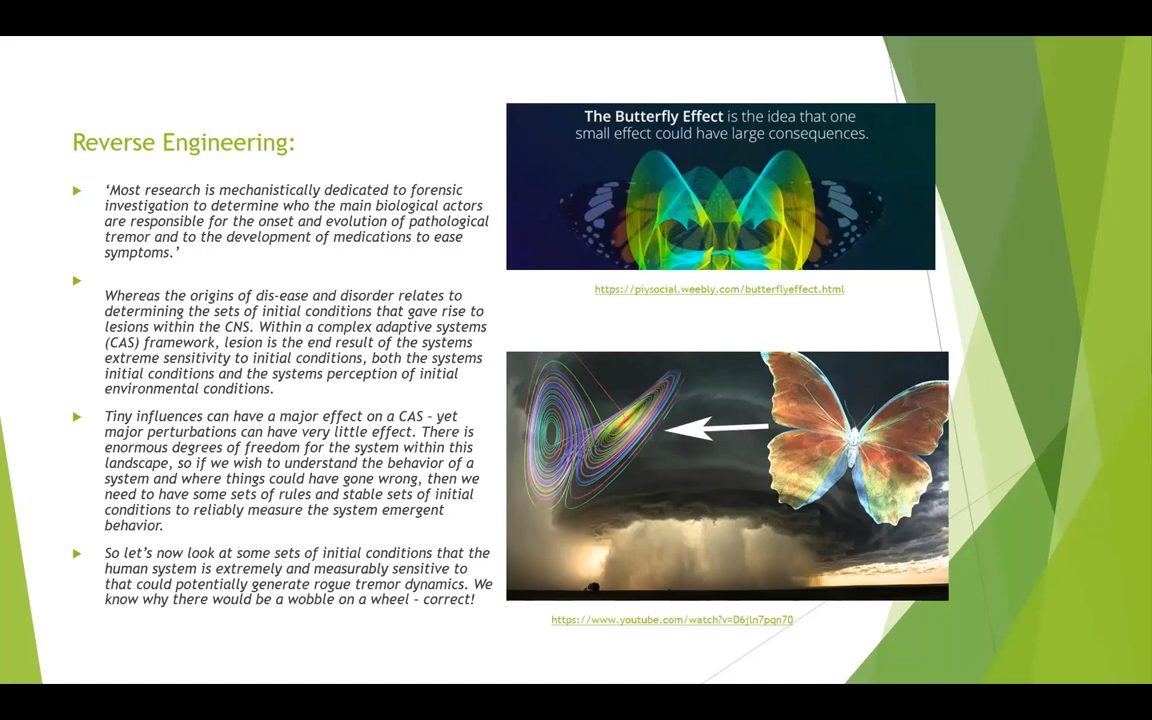 Reverse Engineering:
‘Most research is mechanistically dedicated to forensic
investigation to determine who the main biological actors
are responsible for the onset and evolution of pathological
tremor and to the development of medications to ease
symptoms.’
Whereas the origins of dis-ease and disorder relates to
determining the sets of initial conditions that gave rise to
lesions within the CNS. Within a complex adaptive systems
(CAS) framework, lesion is the end result of the systems
extreme sensitivity to initial conditions, both the systems
initial conditions and the systems perception of initial
environmental conditions.
Tiny influences can have a major effect on a CAS – yet
major perturbations can have very little effect. There is
enormous degrees of freedom for the system within this
landscape, so if we wish to understand the behavior of a
system and where things could have gone wrong, then we
need to have some sets of rules and stable sets of initial
conditions to reliably measure the system emergent
behavior.
So let’s now look at some sets of initial conditions that the
human system is extremely and measurably sensitive to
that could potentially generate rogue tremor dynamics. We
know why there would be a wobble on a wheel – correct!
The Butterfly Effect is the idea that one
small effect could have large consequences.
https://piysocial.weebly.com/butterflyeffect.html
https://www.youtube.com/watch?v=D6jln7pqn70